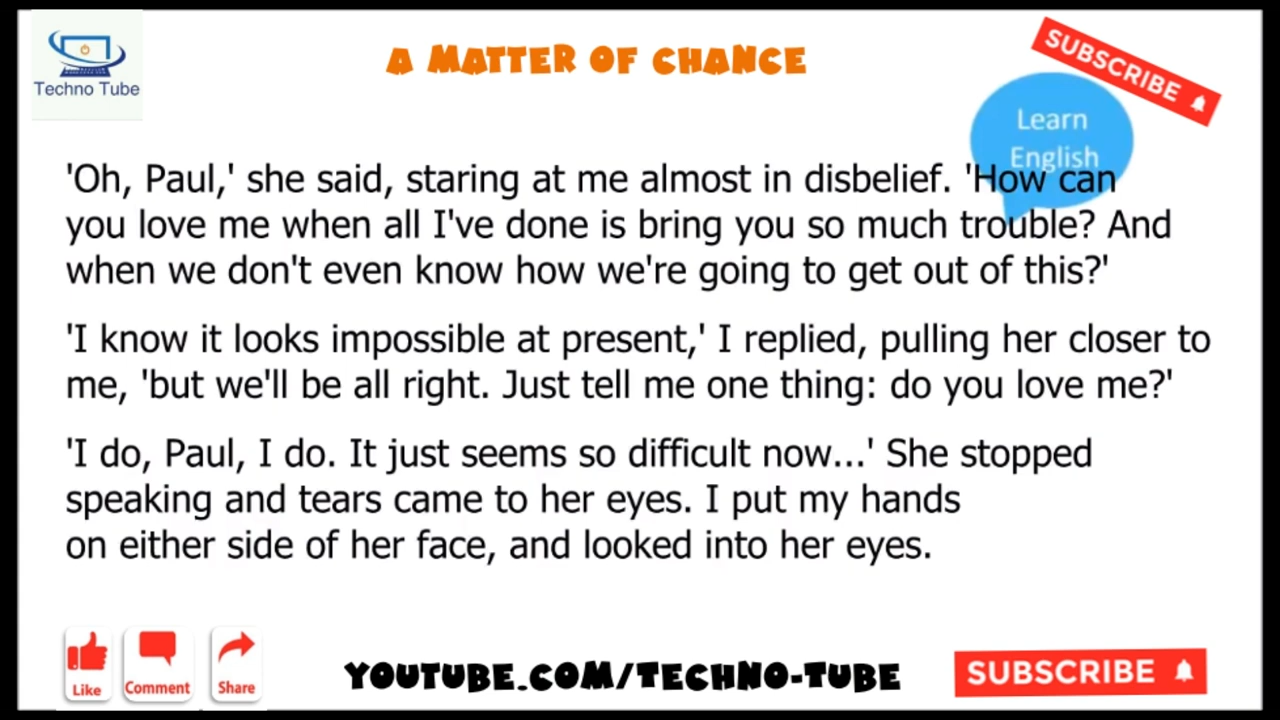 Techno Tube
A MATTER OF CHANCE
SUBSCRIBE
Learn
English
'Oh, Paul,' she said, staring at me almost in disbelief. 'How can
you love me when all I've done is bring you so much trouble? And
when we don't even know how we're going to get out of this?'
'I know it looks impossible at present,' I replied, pulling her closer to
me, 'but we'll be all right. Just tell me one thing: do you love me?'
'I do, Paul, I do. It just seems so difficult now...' She stopped
speaking and tears came to her eyes. I put my hands
on either side of her face, and looked into her eyes.
Like
Comment
Share
YOUTUBE.COM/TECHNO-TUBE
SUBSCRIBE